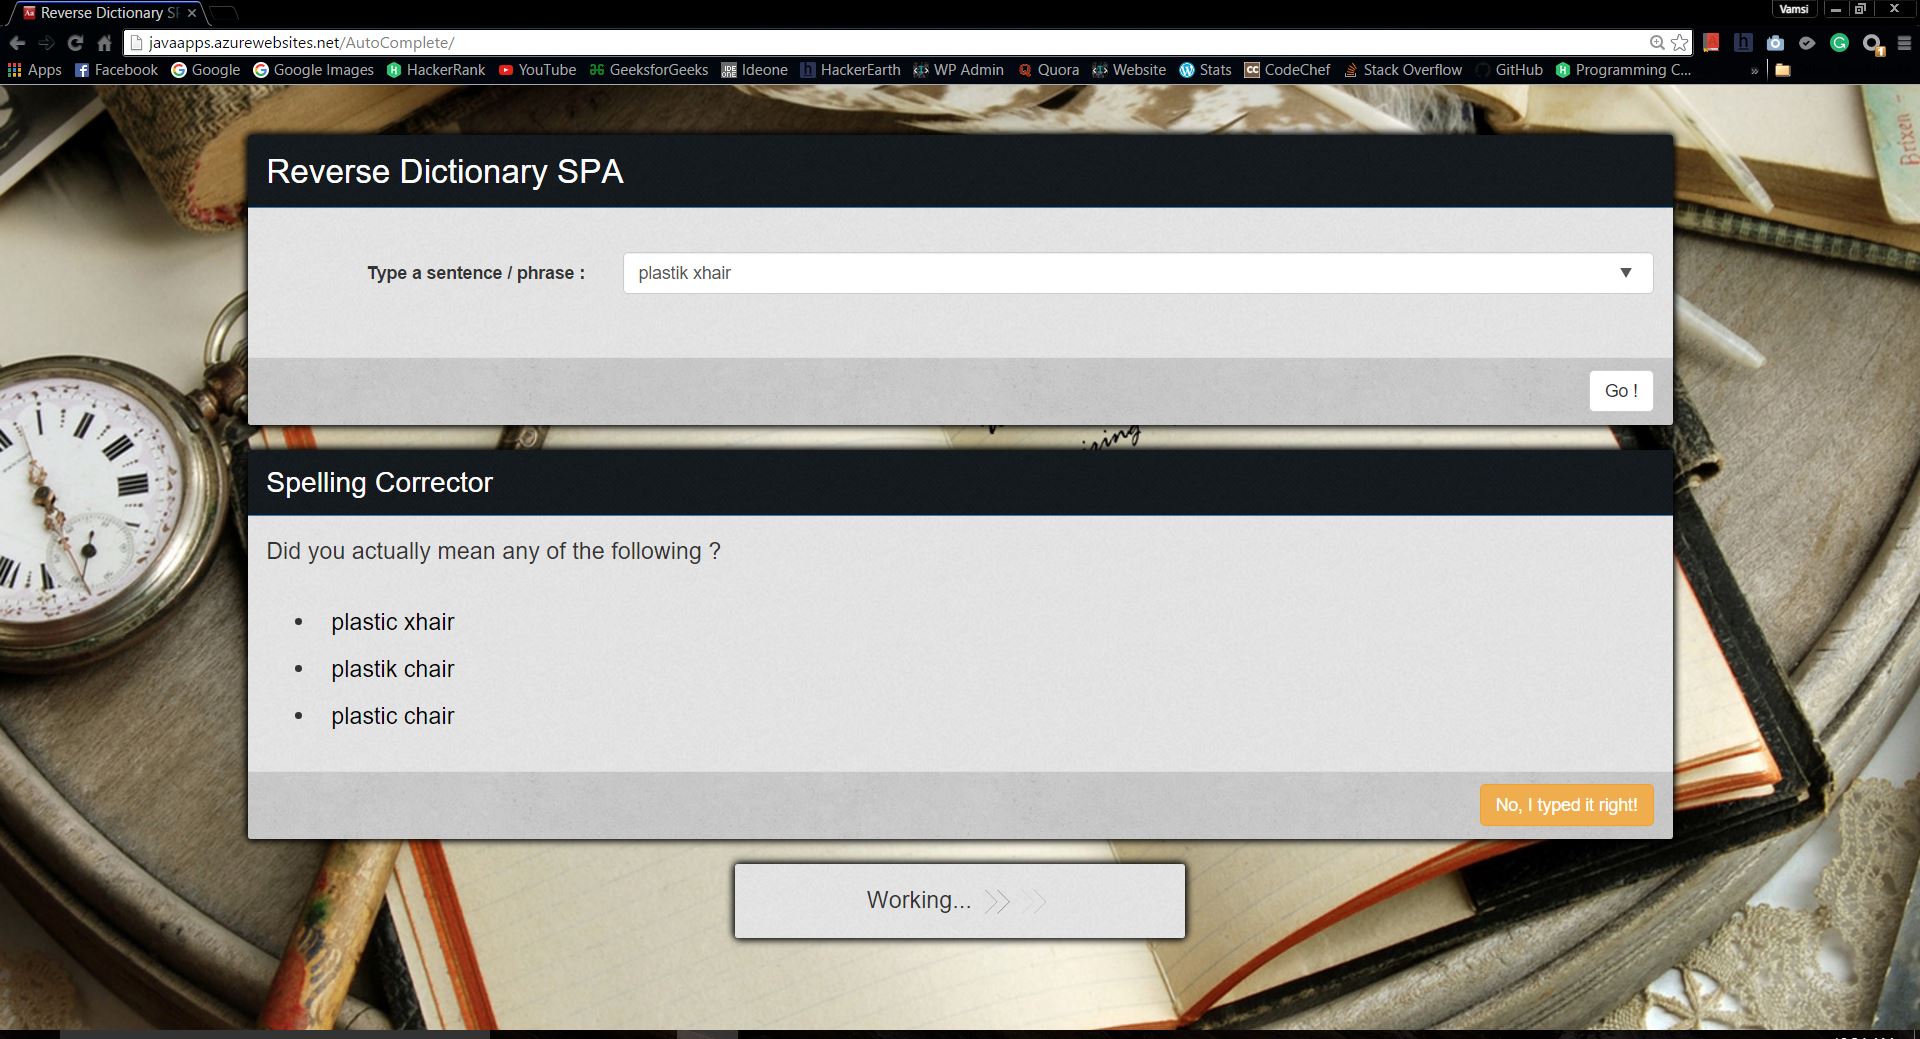 Reverse Dictionary SP
Vamsi
javaapps.azurewebsites.net/AutoComplete/
Apps Facebook Google Google Images HackerRank YouTube GeeksforGeeks Ideone HackerEarth WP Admin Quora Website Stats CodeChef Stack Overflow GitHub Programming C... »
Brixen
Reverse Dictionary SPA
Type a sentence / phrase : plastik xhair
Go !
Spelling Corrector
Did you actually mean any of the following ?
• plastic xhair
• plastik chair
• plastic chair
No, I typed it right!
Working...